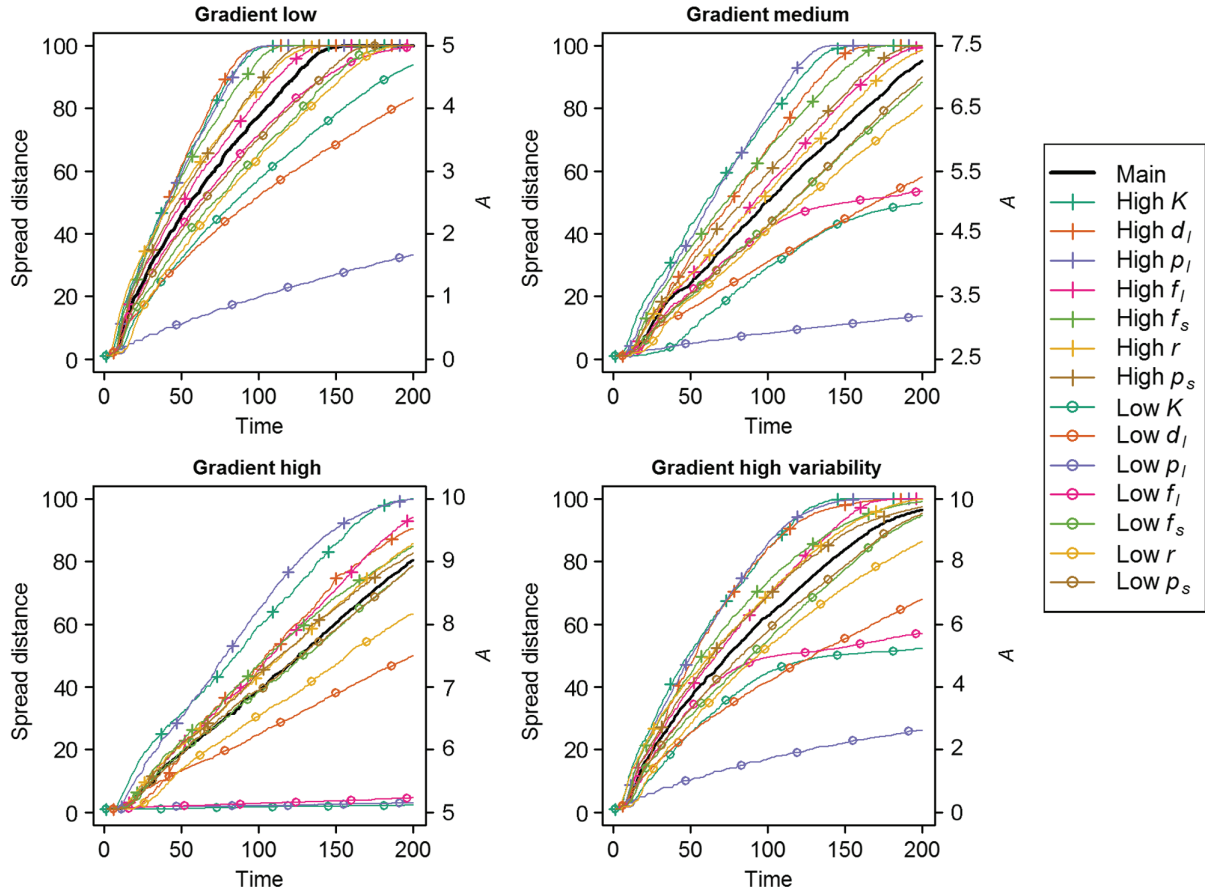 Gradient low
100
80
60
40
20
0
Spread distance
5
4
3
2
1
0
A
0 50 100 150 200
Time
Gradient medium
100
80
60
40
20
0
Spread distance
7.5
6.5
5.5
4.5
3.5
2.5
A
0 50 100 150 200
Time
Gradient high
100
80
60
40
20
0
Spread distance
10
9
8
7
6
5
A
0 50 100 150 200
Time
Gradient high variability
100
80
60
40
20
0
Spread distance
10
8
6
4
2
0
A
0 50 100 150 200
Time
Main
High K
High d_l
High p_l
High f_l
High f_s
High r
High p_s
Low K
Low d_l
Low p_l
Low f_l
Low f_s
Low r
Low p_s